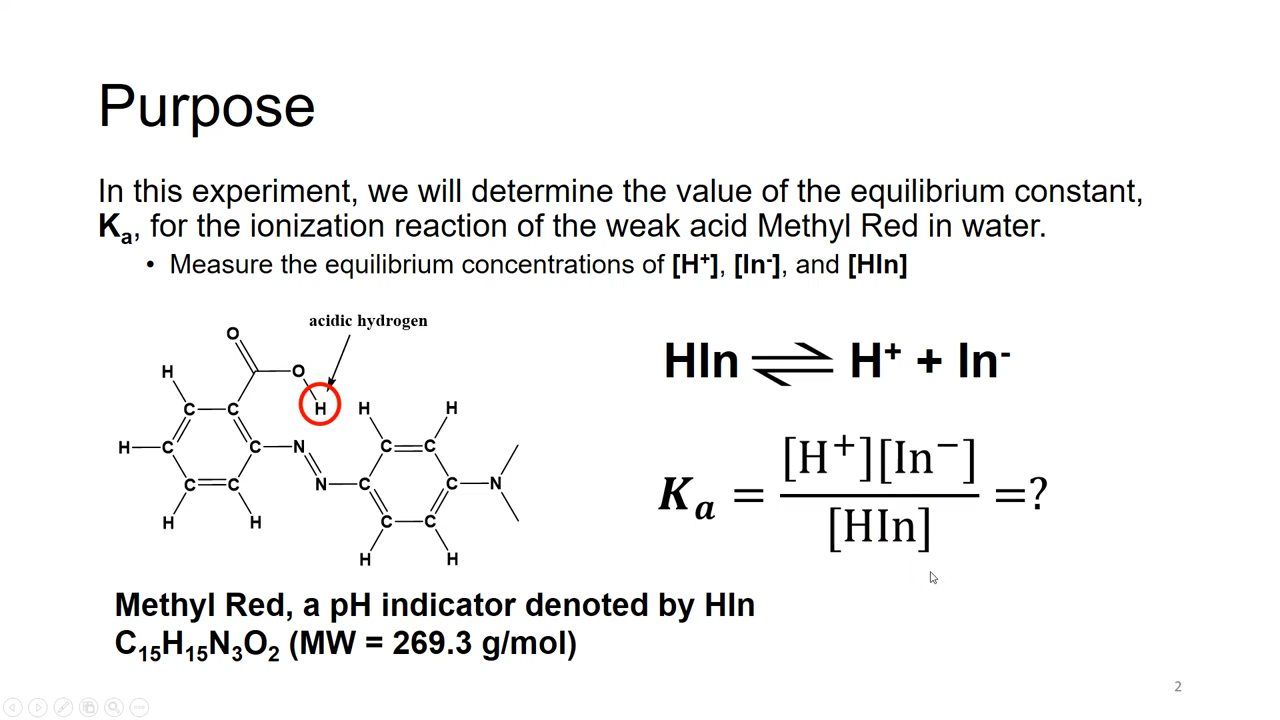 Purpose
In this experiment, we will determine the value of the equilibrium constant,
Kₐ, for the ionization reaction of the weak acid Methyl Red in water.
• Measure the equilibrium concentrations of [H⁺], [In⁻], and [HIn]
acidic hydrogen
O
H C O
C C H H H
H C C N C C
C C N C C N
H H C C
H H
HIn ⇌ H⁺ + In⁻
Kₐ = [H⁺][In⁻] / [HIn] =?
Methyl Red, a pH indicator denoted by HIn
C₁₅H₁₅N₃O₂ (MW = 269.3 g/mol)
2